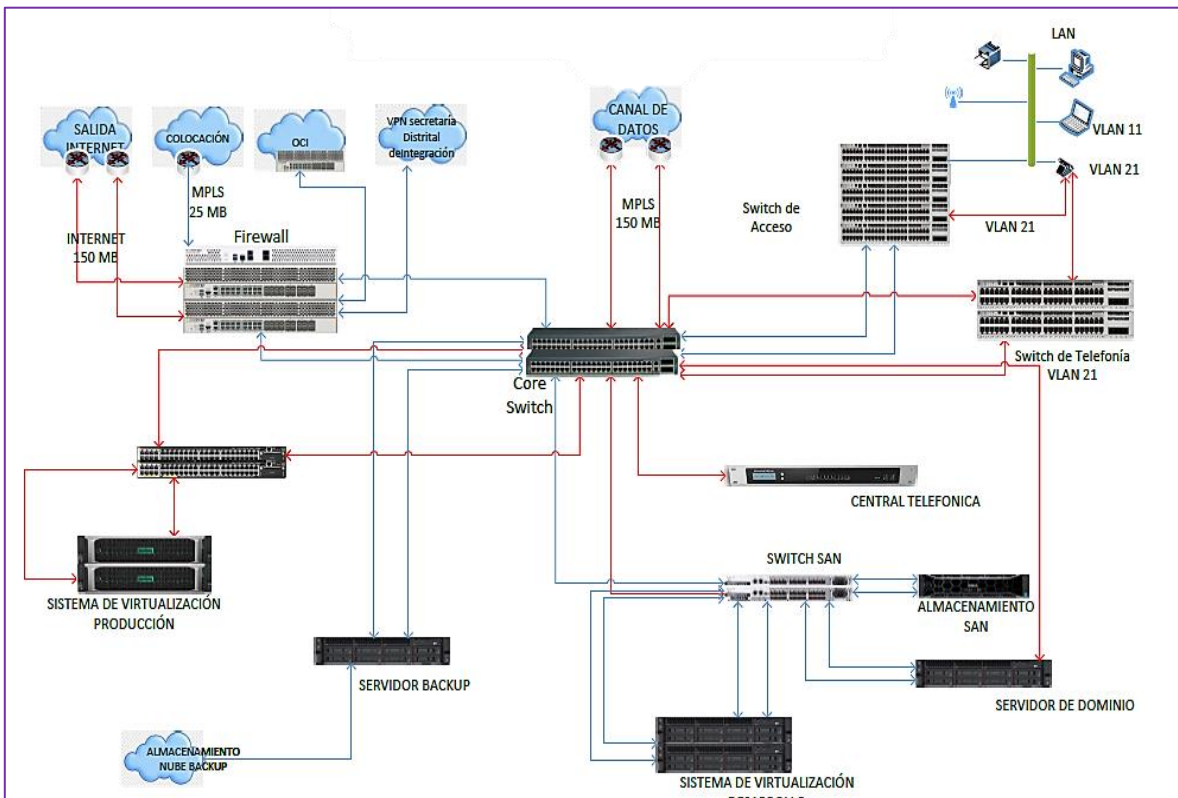 LAN
SALIDA
INTERNET
COLOCACIÓN
OCI
VPN secretaría
Distrital
deIntegración
CANAL DE
DATOS
VLAN 11
VLAN 21
MPLS
25 MB
INTERNET
150 MB
Firewall
MPLS
150 MB
Switch de
Acceso
VLAN 21
Core
Switch
Switch de Telefonía
VLAN 21
CENTRAL TELEFONICA
SWITCH SAN
ALMACENAMIENTO
SAN
SISTEMA DE VIRTUALIZACIÓN
PRODUCCIÓN
SERVIDOR BACKUP
SERVIDOR DE DOMINIO
ALMACENAMIENTO
NUBE BACKUP
SISTEMA DE VIRTUALIZACIÓN